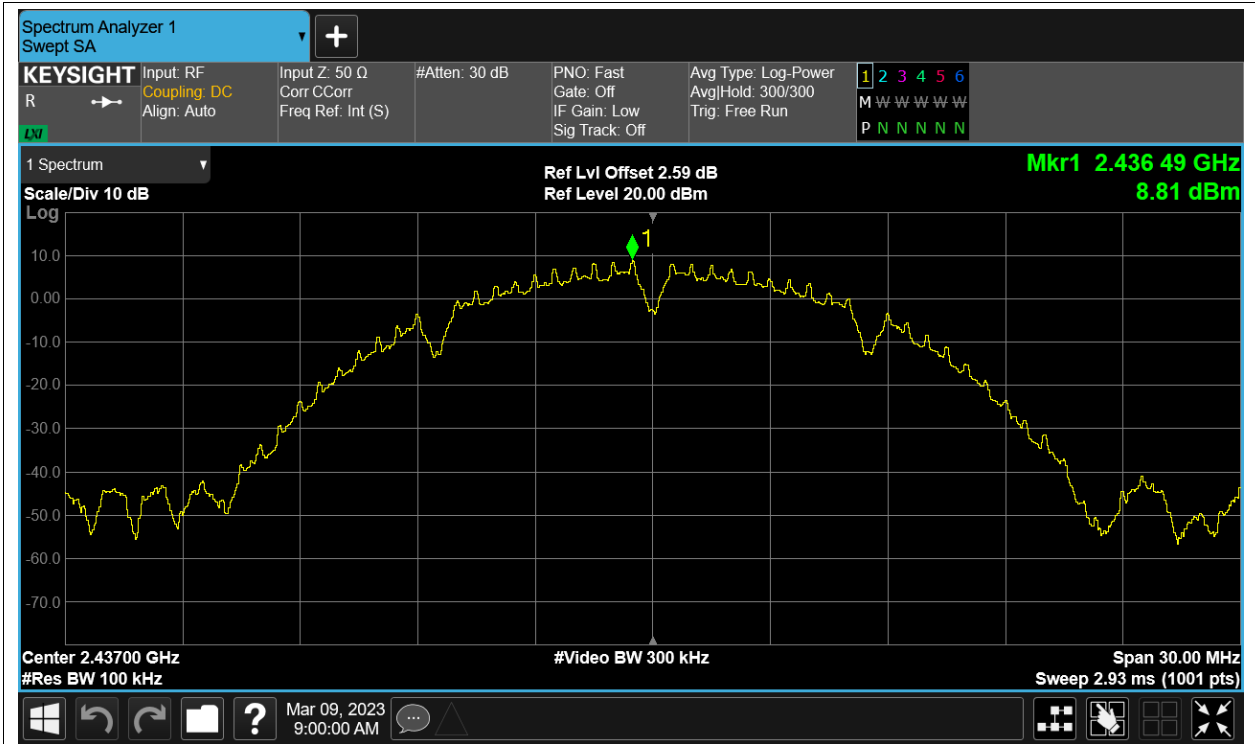 Spectrum Analyzer 1
Swept SA
KEYSIGHT
R
LXI
Input: RF
Coupling: DC
Align: Auto
Input Z: 50 Ω
Corr CCorr
Freq Ref: Int (S)
#Atten: 30 dB
PNO: Fast
Gate: Off
IF Gain: Low
Sig Track: Off
Avg Type: Log-Power
Avg|Hold: 300/300
Trig: Free Run
1 2 3 4 5 6
M W W W W W
P N N N N N
1 Spectrum
Scale/Div 10 dB
Log
Ref Lvl Offset 2.59 dB
Ref Level 20.00 dBm
Mkr1 2.436 49 GHz
8.81 dBm
1
10.0
0.00
-10.0
-20.0
-30.0
-40.0
-50.0
-60.0
-70.0
Center 2.43700 GHz
#Res BW 100 kHz
#Video BW 300 kHz
Span 30.00 MHz
Sweep 2.93 ms (1001 pts)
?
Mar 09, 2023
9:00:00 AM